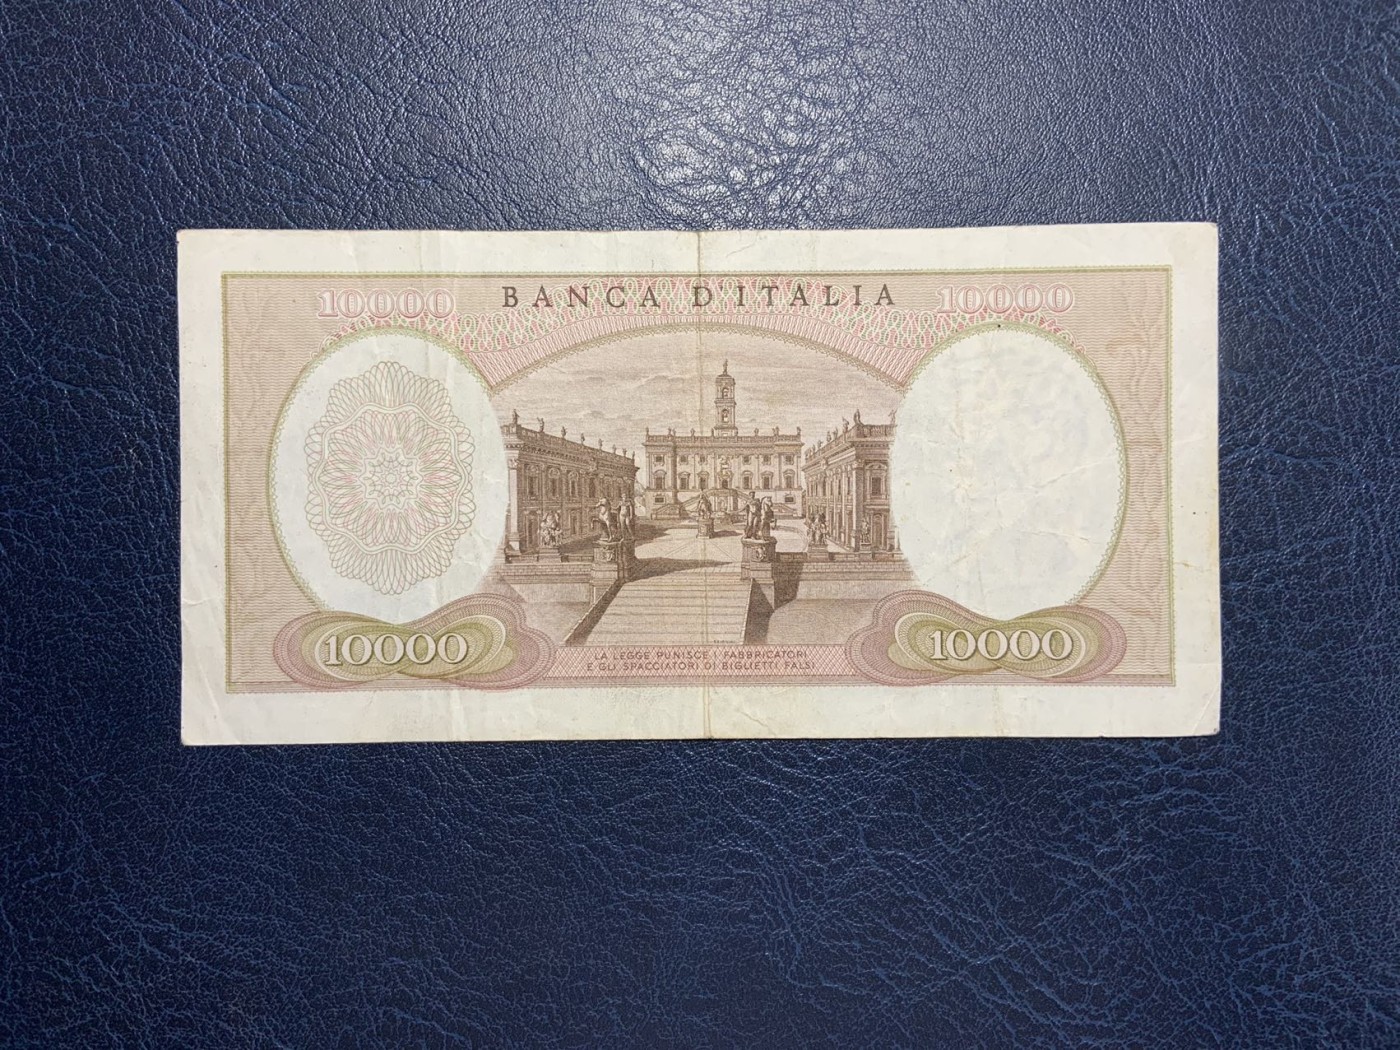 10000 BANCA D'ITALIA 10000
10000 10000
LA LEGGE PUNISCE I FABBRICATORI
E GLI SPACCIATORI DI BIGLIETTI FALSI